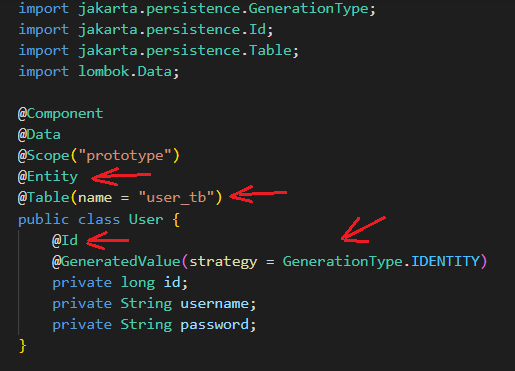 import jakarta.persistence.GenerationType;
import jakarta.persistence.Id;
import jakarta.persistence.Table;
import lombok.Data;
@Component
@Data
@Scope("prototype")
@Entity
@Table(name = "user_tb")
public class User {
@Id
@GeneratedValue(strategy = GenerationType.IDENTITY)
private long id;
private String username;
private String password;
}